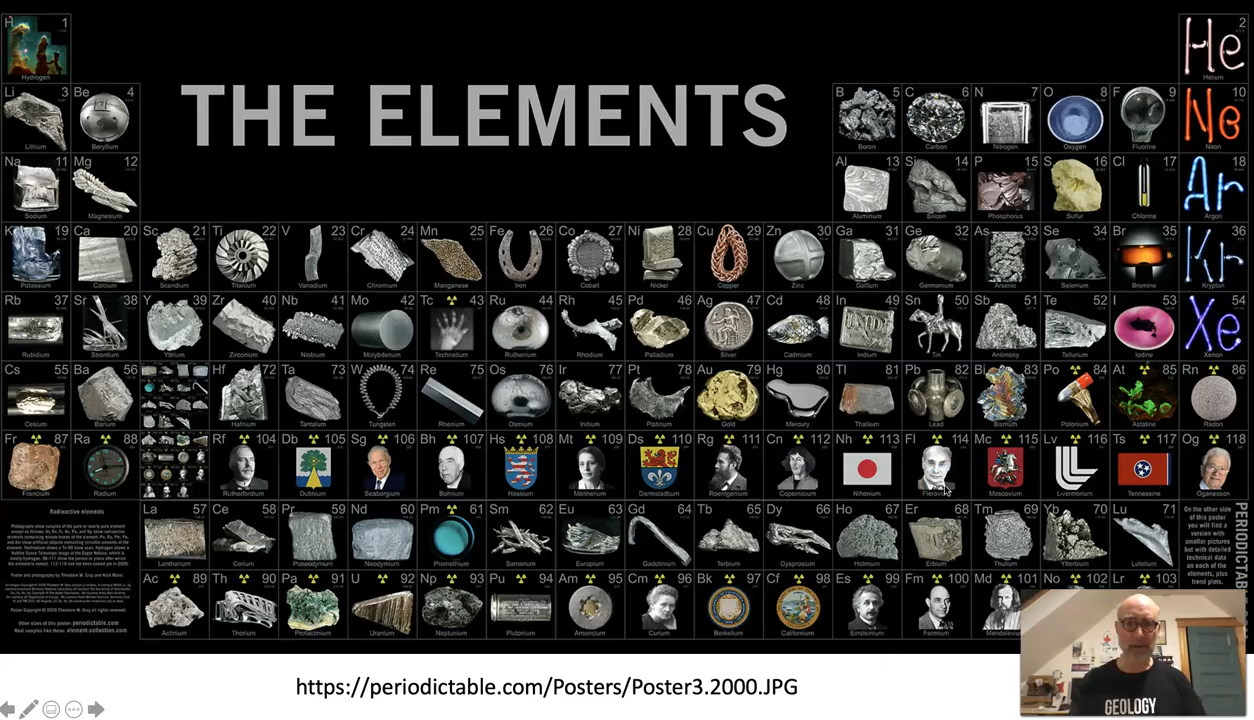 H 1
Hydrogen
2
He
Helium
THE ELEMENTS
Li 3
Lithium
Be 4
Beryllium
B 5
Boron
C 6
Carbon
N 7
Nitrogen
O 8
Oxygen
F 9
Fluorine
10
Ne
Neon
Na 11
Sodium
Mg 12
Magnesium
Al 13
Aluminum
Si 14
Silicon
P 15
Phosphorus
S 16
Sulfur
Cl 17
Chlorine
18
Ar
Argon
K 19
Potassium
Ca 20
Calcium
Sc 21
Scandium
Ti 22
Titanium
V 23
Vanadium
Cr 24
Chromium
Mn 25
Manganese
Fe 26
Iron
Co 27
Cobalt
Ni 28
Nickel
Cu 29
Copper
Zn 30
Zinc
Ga 31
Gallium
Ge 32
Germanium
As 33
Arsenic
Se 34
Selenium
Br 35
Bromine
36
Kr
Krypton
Rb 37
Rubidium
Sr 38
Strontium
Y 39
Yttrium
Zr 40
Zirconium
Nb 41
Niobium
Mo 42
Molybdenum
Tc 43
Technetium
Ru 44
Ruthenium
Rh 45
Rhodium
Pd 46
Palladium
Ag 47
Silver
Cd 48
Cadmium
In 49
Indium
Sn 50
Tin
Sb 51
Antimony
Te 52
Tellurium
I 53
Iodine
54
Xe
Xenon
Cs 55
Cesium
Ba 56
Barium
Hf 72
Hafnium
Ta 73
Tantalum
W 74
Tungsten
Re 75
Rhenium
Os 76
Osmium
Ir 77
Iridium
Pt 78
Platinum
Au 79
Gold
Hg 80
Mercury
Tl 81
Thallium
Pb 82
Lead
Bi 83
Bismuth
Po 84
Polonium
At 85
Astatine
Rn 86
Radon
Fr 87
Francium
Ra 88
Radium
Rf 104
Rutherfordium
Db 105
Dubnium
Sg 106
Seaborgium
Bh 107
Bohrium
Hs 108
Hassium
Mt 109
Meitnerium
Ds 110
Darmstadtium
Rg 111
Roentgenium
Cn 112
Copernicium
Nh 113
Nihonium
Fl 114
Mc 115
Moscovium
Lv 116
Livermorium
Ts 117
Tennessine
Og 118
Oganesson
Radioactive elements
La 57
Lanthanum
Ce 58
Cerium
Pr 59
Praseodymium
Nd 60
Neodymium
Pm 61
Promethium
Sm 62
Samarium
Eu 63
Europium
Gd 64
Gadolinium
Tb 65
Terbium
Dy 66
Dysprosium
Ho 67
Holmium
Er 68
Erbium
Tm 69
Thulium
Yb 70
Ytterbium
Lu 71
Lutetium
On the other side
of this poster
you will find a
version with
smaller pictures
but with detailed
technical data
on each of the
elements, plus
trend plots.
PERIODICTAB
Other sizes of this poster: periodictable.com
Real samples like these: element-collection.com
Ac 89
Actinium
Th 90
Thorium
Pa 91
Protactinium
U 92
Uranium
Np 93
Neptunium
Pu 94
Plutonium
Am 95
Americium
Cm 96
Curium
Bk 97
Berkelium
Cf 98
Californium
Es 99
Einsteinium
Fm 100
Fermium
Md 101
No 102
Lr 103
https://periodictable.com/Posters/Poster3.2000.JPG
GEOLOGY